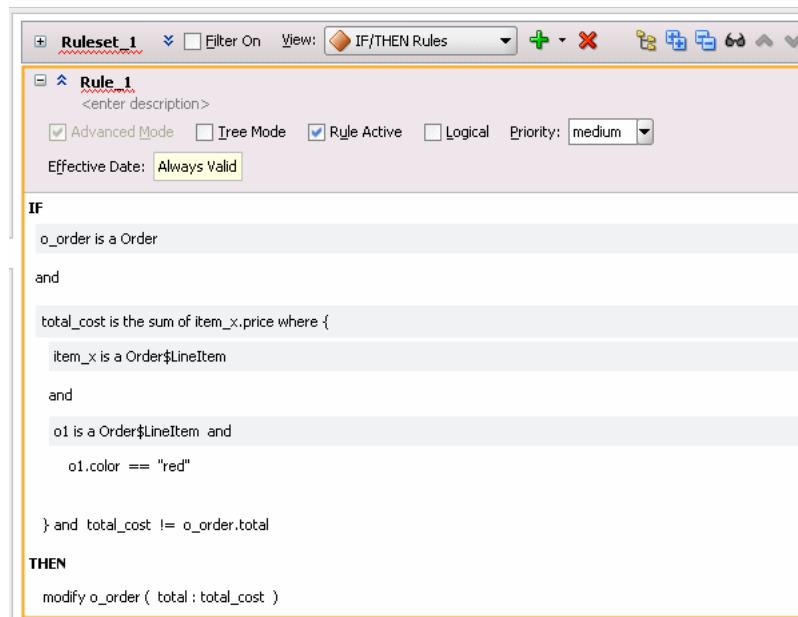 Ruleset_1 Filter On View: IF/THEN Rules
Rule_1
<enter description>
Advanced Mode Tree Mode Rule Active Logical Priority: medium
Effective Date: Always Valid
IF
o_order is a Order
and
total_cost is the sum of item_x.price where {
item_x is a Order$LineItem
and
o1 is a Order$LineItem and
o1.color == "red"
} and total_cost != o_order.total
THEN
modify o_order ( total : total_cost )